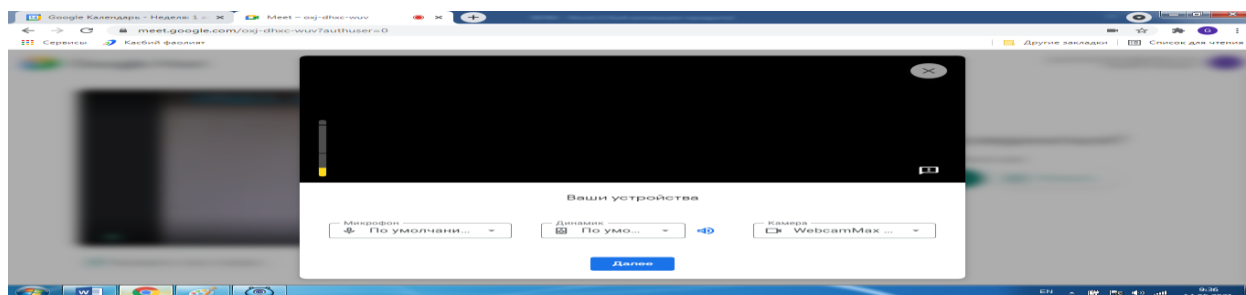 Google Календарь - Неделя: 1
Meet – oxj-dhxc-wuv
meet.google.com/oxj-dhxc-wuv?authuser=0
Сервисы Касбий фаолият
Другие закладки Список для чтения
Ваши устройства
Микрофон Динамик Камера
По умолчани... По умо... WebcamMax ...
Далее
EN
9:36